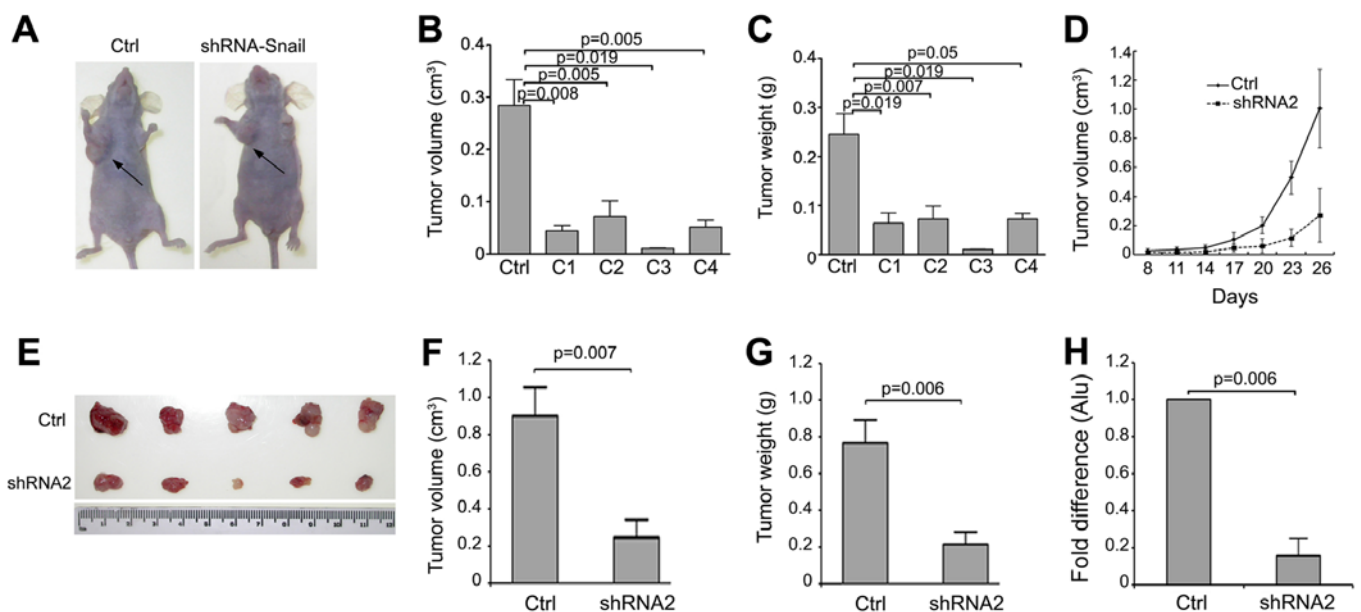 A
Ctrl
shRNA-Snail
B
Tumor volume (cm³)
0.4
0.3
0.2
0.1
0
p=0.005
p=0.019
p=0.005
p=0.008
Ctrl C1 C2 C3 C4
C
Tumor weight (g)
0.4
0.3
0.2
0.1
0
p=0.05
p=0.019
p=0.007
p=0.019
Ctrl C1 C2 C3 C4
D
Tumor volume (cm³)
1.4
1.2
1.0
0.8
0.6
0.4
0.2
0
Ctrl
shRNA2
8 11 14 17 20 23 26
Days
E
Ctrl
shRNA2
F
Tumor volume (cm³)
1.2
1.0
0.8
0.6
0.4
0.2
0
p=0.007
Ctrl shRNA2
G
Tumor weight (g)
1.2
1.0
0.8
0.6
0.4
0.2
0
p=0.006
Ctrl shRNA2
H
Fold difference (Alu)
1.2
1.0
0.8
0.6
0.4
0.2
0
p=0.006
Ctrl shRNA2